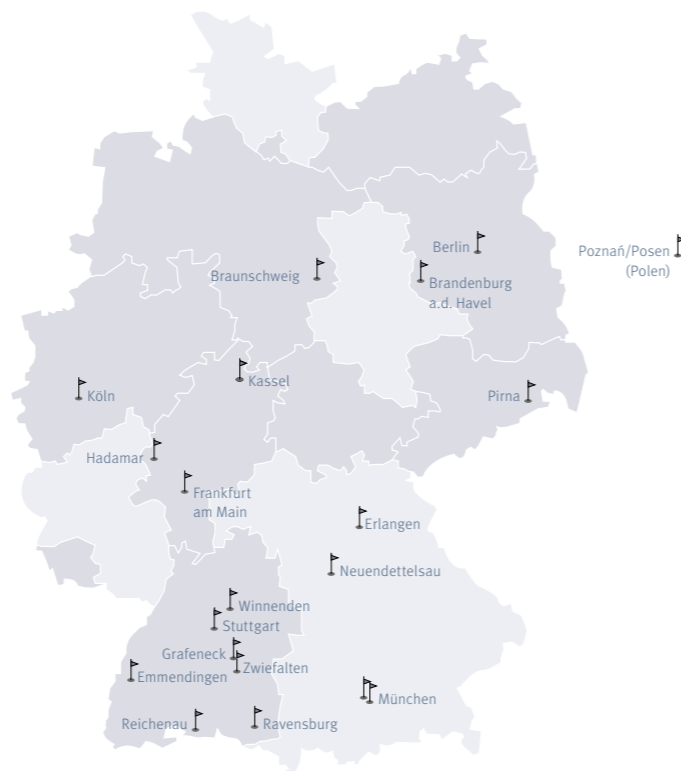 Berlin
Poznań/Posen
(Polen)
Braunschweig
Brandenburg
a.d. Havel
Kassel
Köln
Pirna
Hadamar
Frankfurt
am Main
Erlangen
Neuendettelsau
Winnenden
Stuttgart
Grafeneck
Zwiefalten
Emmendingen
München
Reichenau
Ravensburg